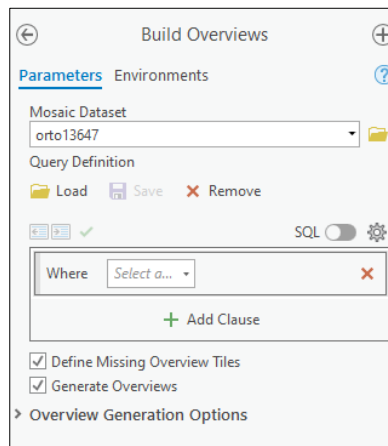 Build Overviews
Parameters Environments
Mosaic Dataset
orto13647
Query Definition
Load Save Remove
SQL
Where Select a...
Add Clause
Define Missing Overview Tiles
Generate Overviews
Overview Generation Options